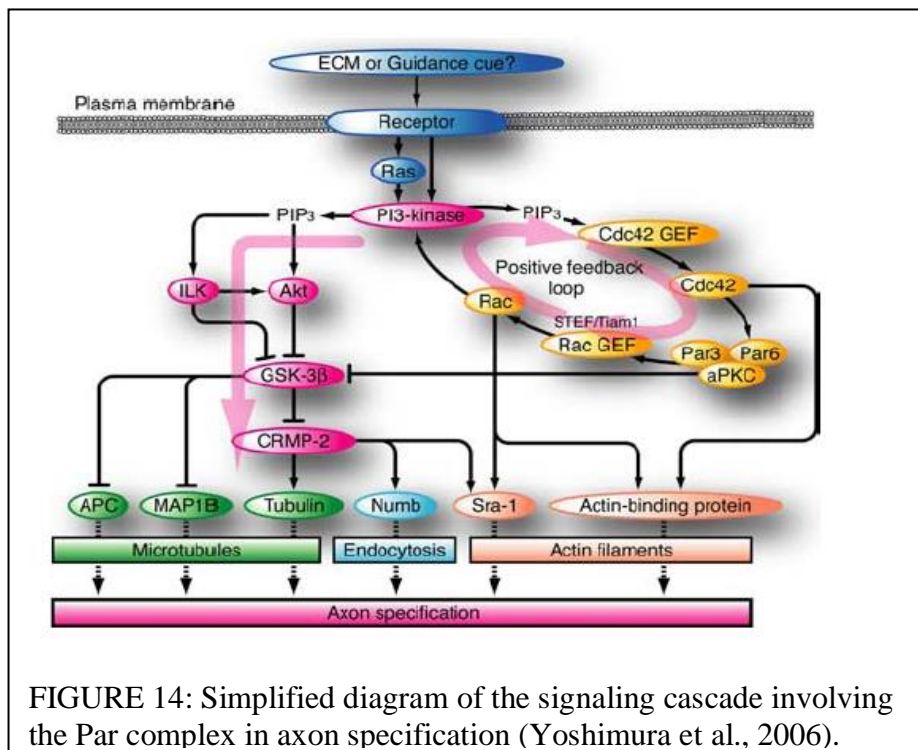 ECM or Guidance cue?
Plasma membrane
Receptor
Ras
PIP3
PI3-kinase
PIP3
Cdc42 GEF
Positive feedback
loop
ILK
Akt
Rac
Cdc42
STEF/Tiam1
Rac GEF
Par3
Par6
aPKC
GSK-3β
CRMP-2
APC
MAP1B
Tubulin
Numb
Sra-1
Actin-binding protein
Microtubules
Endocytosis
Actin filaments
Axon specification
FIGURE 14: Simplified diagram of the signaling cascade involving
the Par complex in axon specification (Yoshimura et al., 2006).